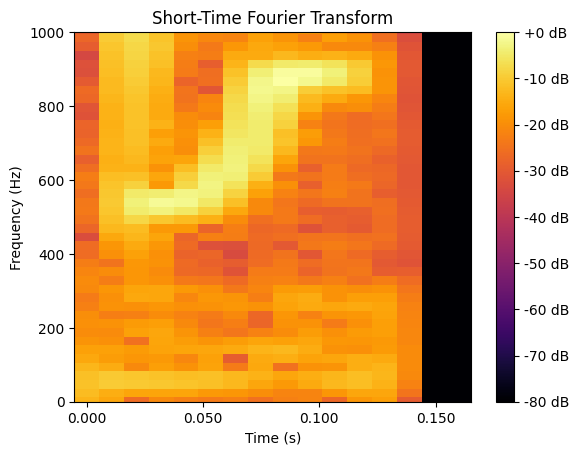 Short-Time Fourier Transform
1000
800
600
400
200
0
Frequency (Hz)
0.000
0.050
0.100
0.150
Time (s)
+0 dB
-10 dB
-20 dB
-30 dB
-40 dB
-50 dB
-60 dB
-70 dB
-80 dB